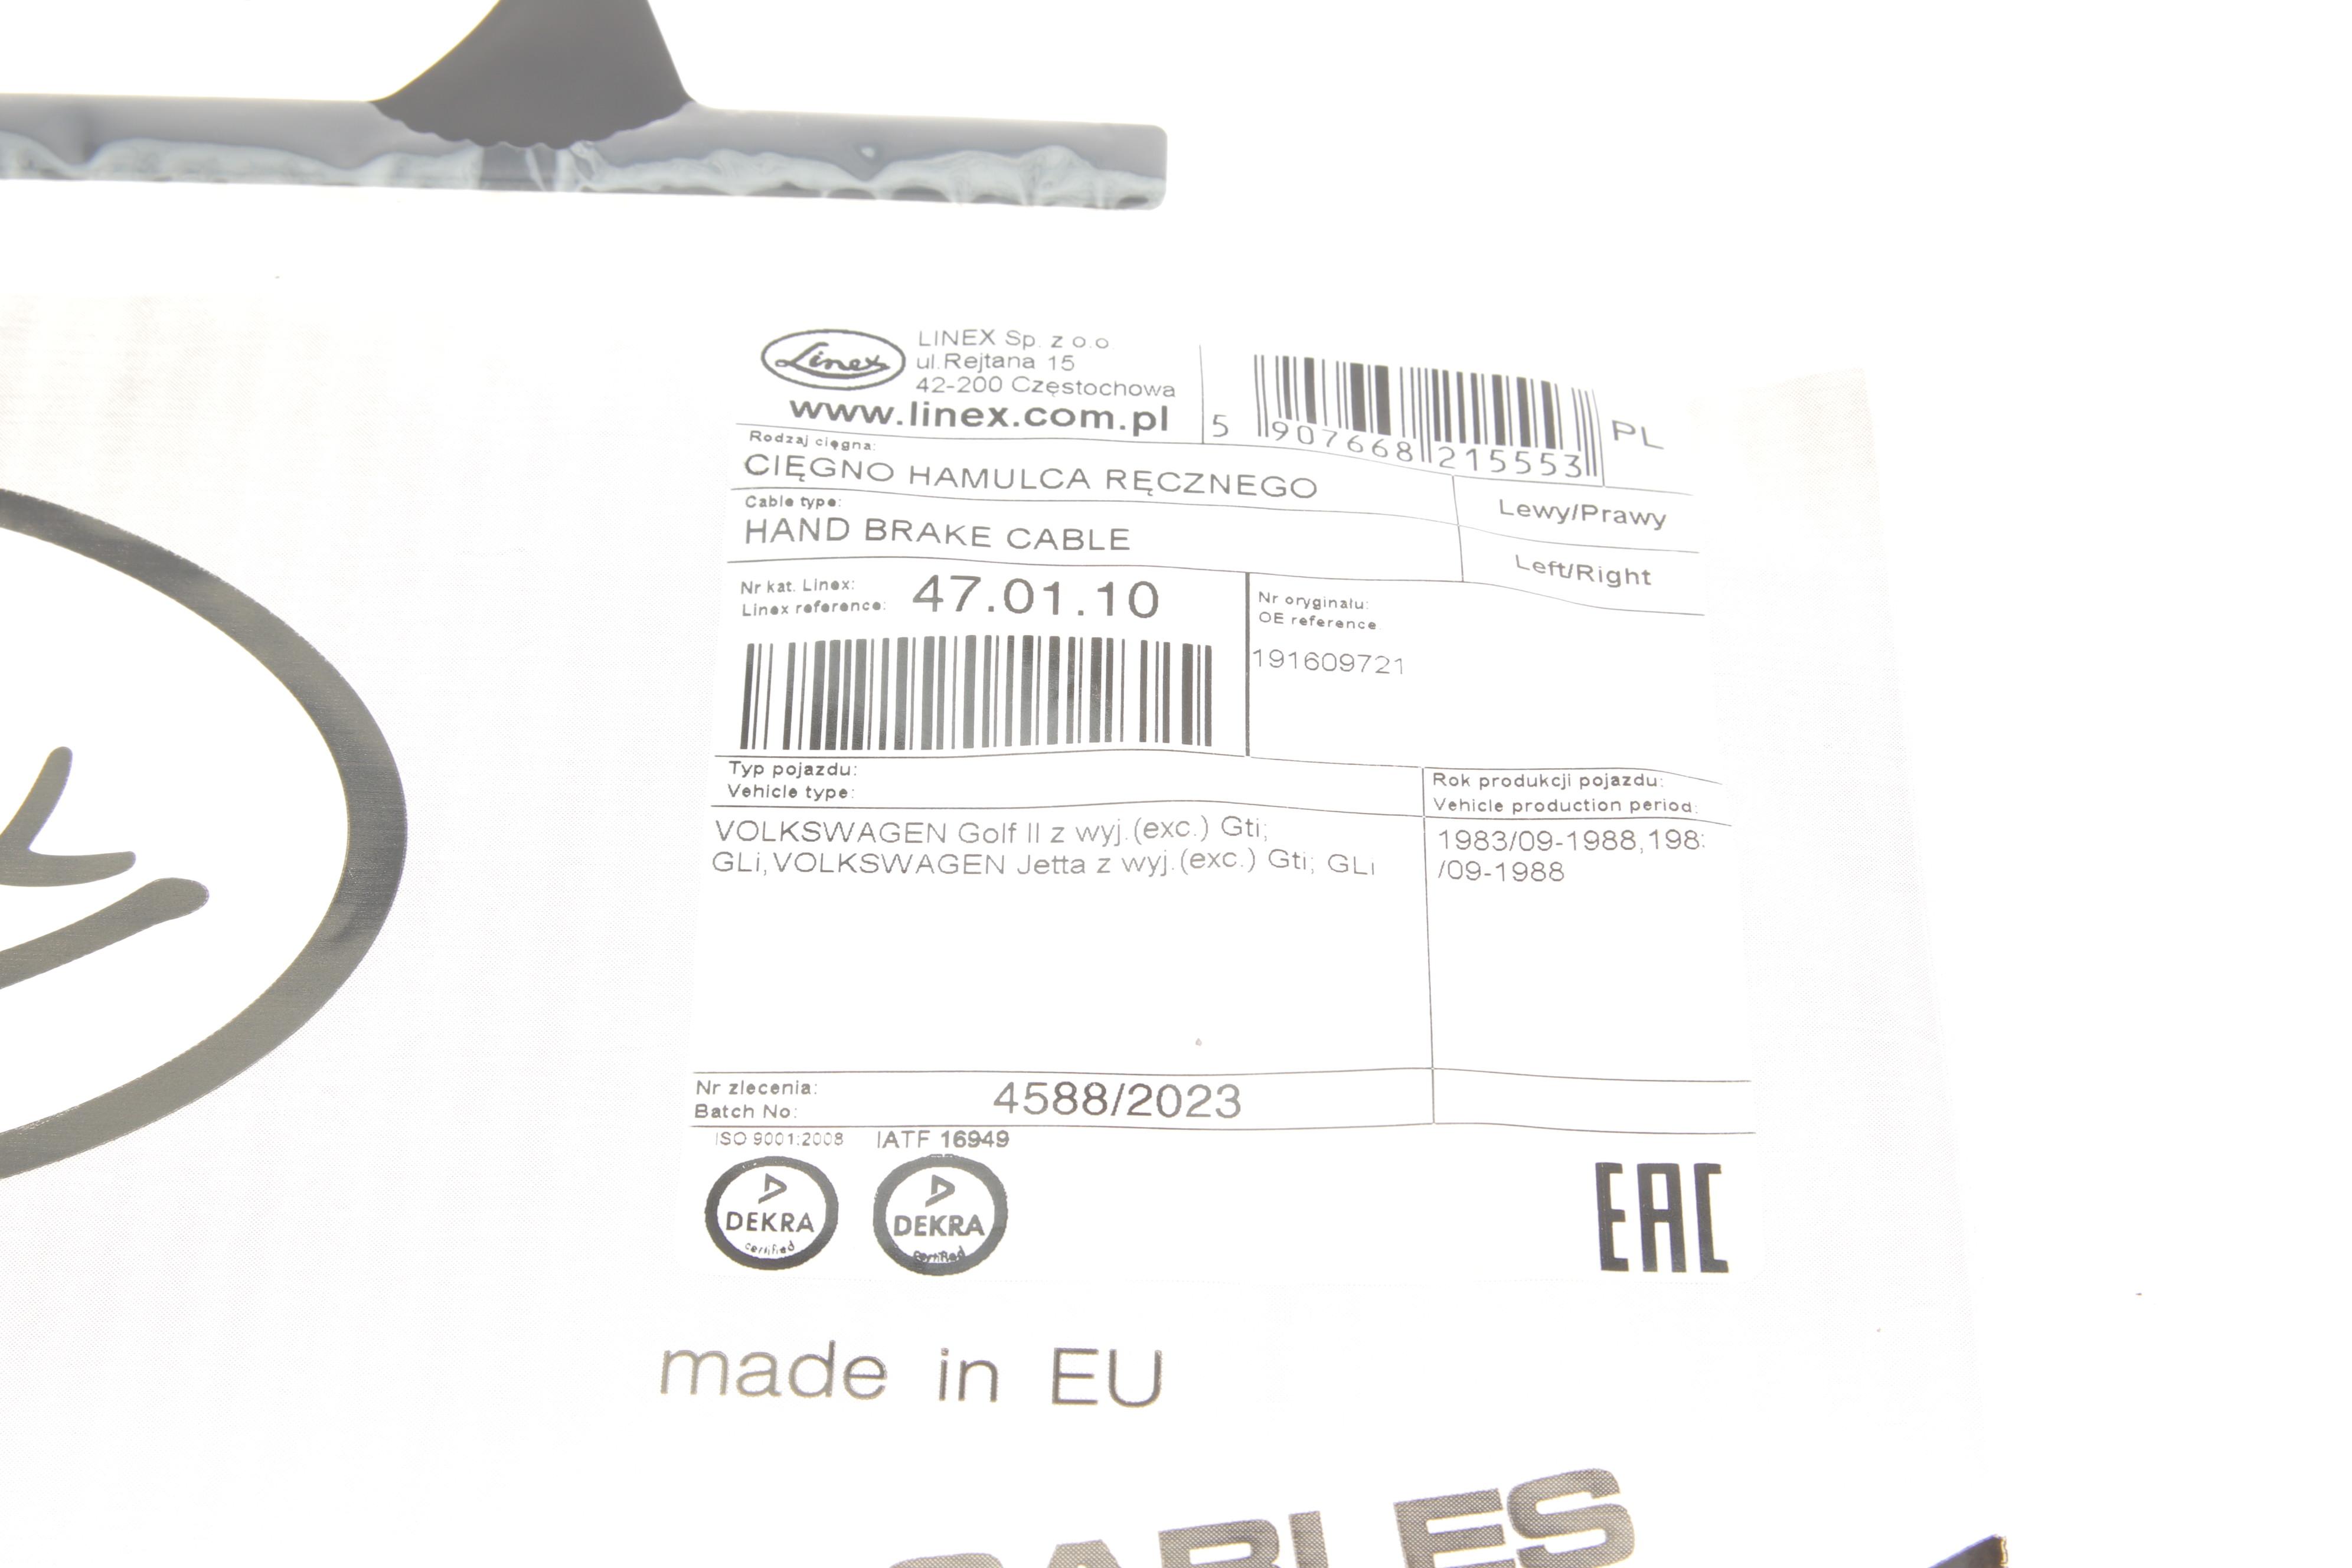 Linex
LINEX Sp. z o.o
ul.Rejtana 15
42-200 Częstochowa
www.linex.com.pl
5 907668 215553
PL
Rodzaj cięgna:
CIĘGNO HAMULCA RĘCZNEGO
Lewy/Prawy
Cable type:
HAND BRAKE CABLE
Left/Right
Nr kat. Linex:
Linex reference:
47.01.10
Nr oryginału:
OE reference
191609721
Typ pojazdu:
Vehicle type:
Rok produkcji pojazdu:
Vehicle production period:
VOLKSWAGEN Golf II z wyj.(exc.) Gti;
GLi,VOLKSWAGEN Jetta z wyj.(exc.) Gti; GLi
1983/09-1988,198
/09-1988
Nr zlecenia:
Batch No:
4588/2023
ISO 9001:2008
IATF 16949
DEKRA
certified
DEKRA
certified
EAC
made in EU
CABLES